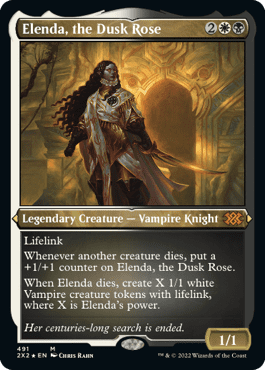 Elenda, the Dusk Rose
2
Legendary Creature — Vampire Knight
2X
Lifelink
Whenever another creature dies, put a
+1/+1 counter on Elenda, the Dusk Rose.
When Elenda dies, create X 1/1 white
Vampire creature tokens with lifelink,
where X is Elenda's power.
Her centuries-long search is ended.
1/1
491 M
2X2 ★ EN Chris Rahn
™ & © 2022 Wizards of the Coast